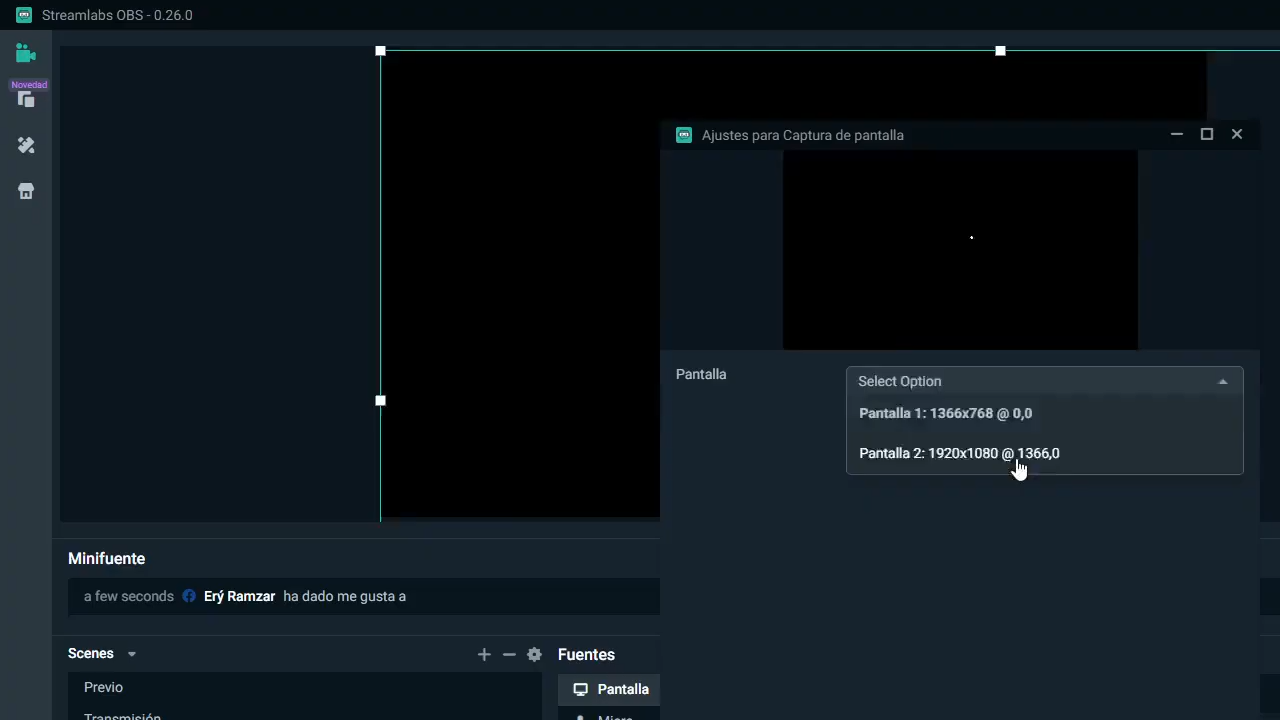 Streamlabs OBS - 0.26.0
Novedad
Ajustes para Captura de pantalla
Pantalla
Select Option
Pantalla 1: 1366x768 @ 0,0
Pantalla 2: 1920x1080 @ 1366,0
Minifuente
a few seconds Erý Ramzar ha dado me gusta a
Scenes
Fuentes
Previo
Pantalla
Transmisión
Micro